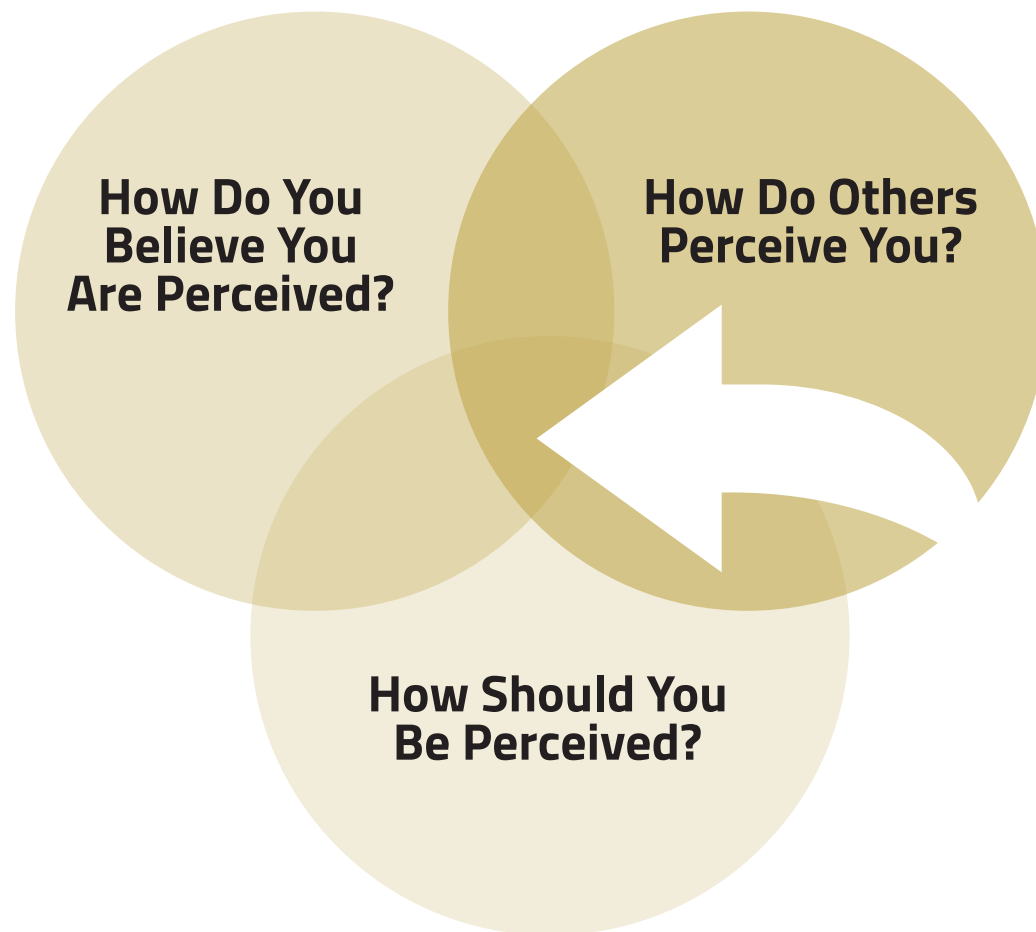 How Do You
Believe You
Are Perceived?
How Do Others
Perceive You?
How Should You
Be Perceived?